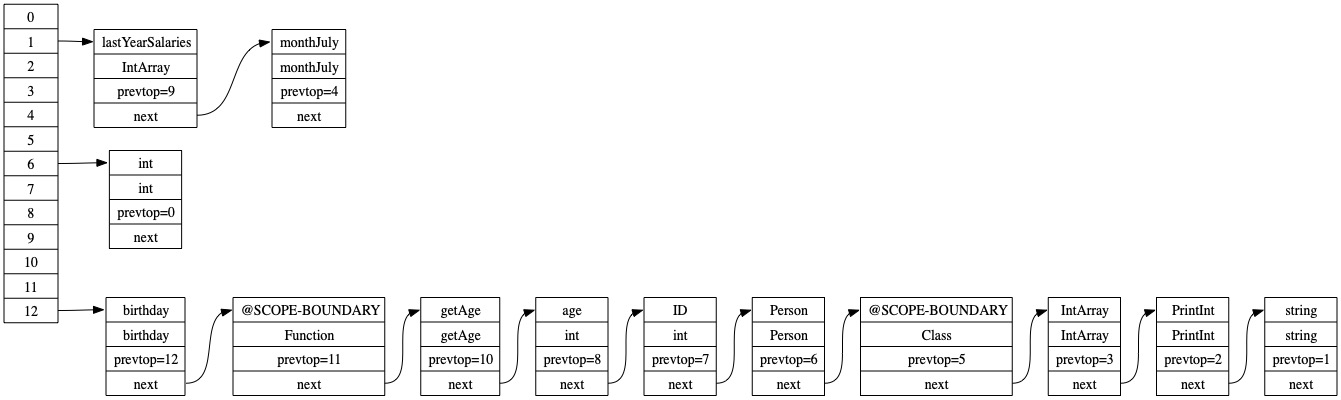 0
1
2
3
4
5
6
7
8
9
10
11
12
lastYearSalaries
IntArray
prevtop=9
next
monthJuly
monthJuly
prevtop=4
next
int
int
prevtop=0
next
birthday
birthday
prevtop=12
next
@SCOPE-BOUNDARY
Function
prevtop=11
next
getAge
getAge
prevtop=10
next
age
int
prevtop=8
next
ID
int
prevtop=7
next
Person
Person
prevtop=6
next
@SCOPE-BOUNDARY
Class
prevtop=5
next
IntArray
IntArray
prevtop=3
next
PrintInt
PrintInt
prevtop=2
next
string
string
prevtop=1
next